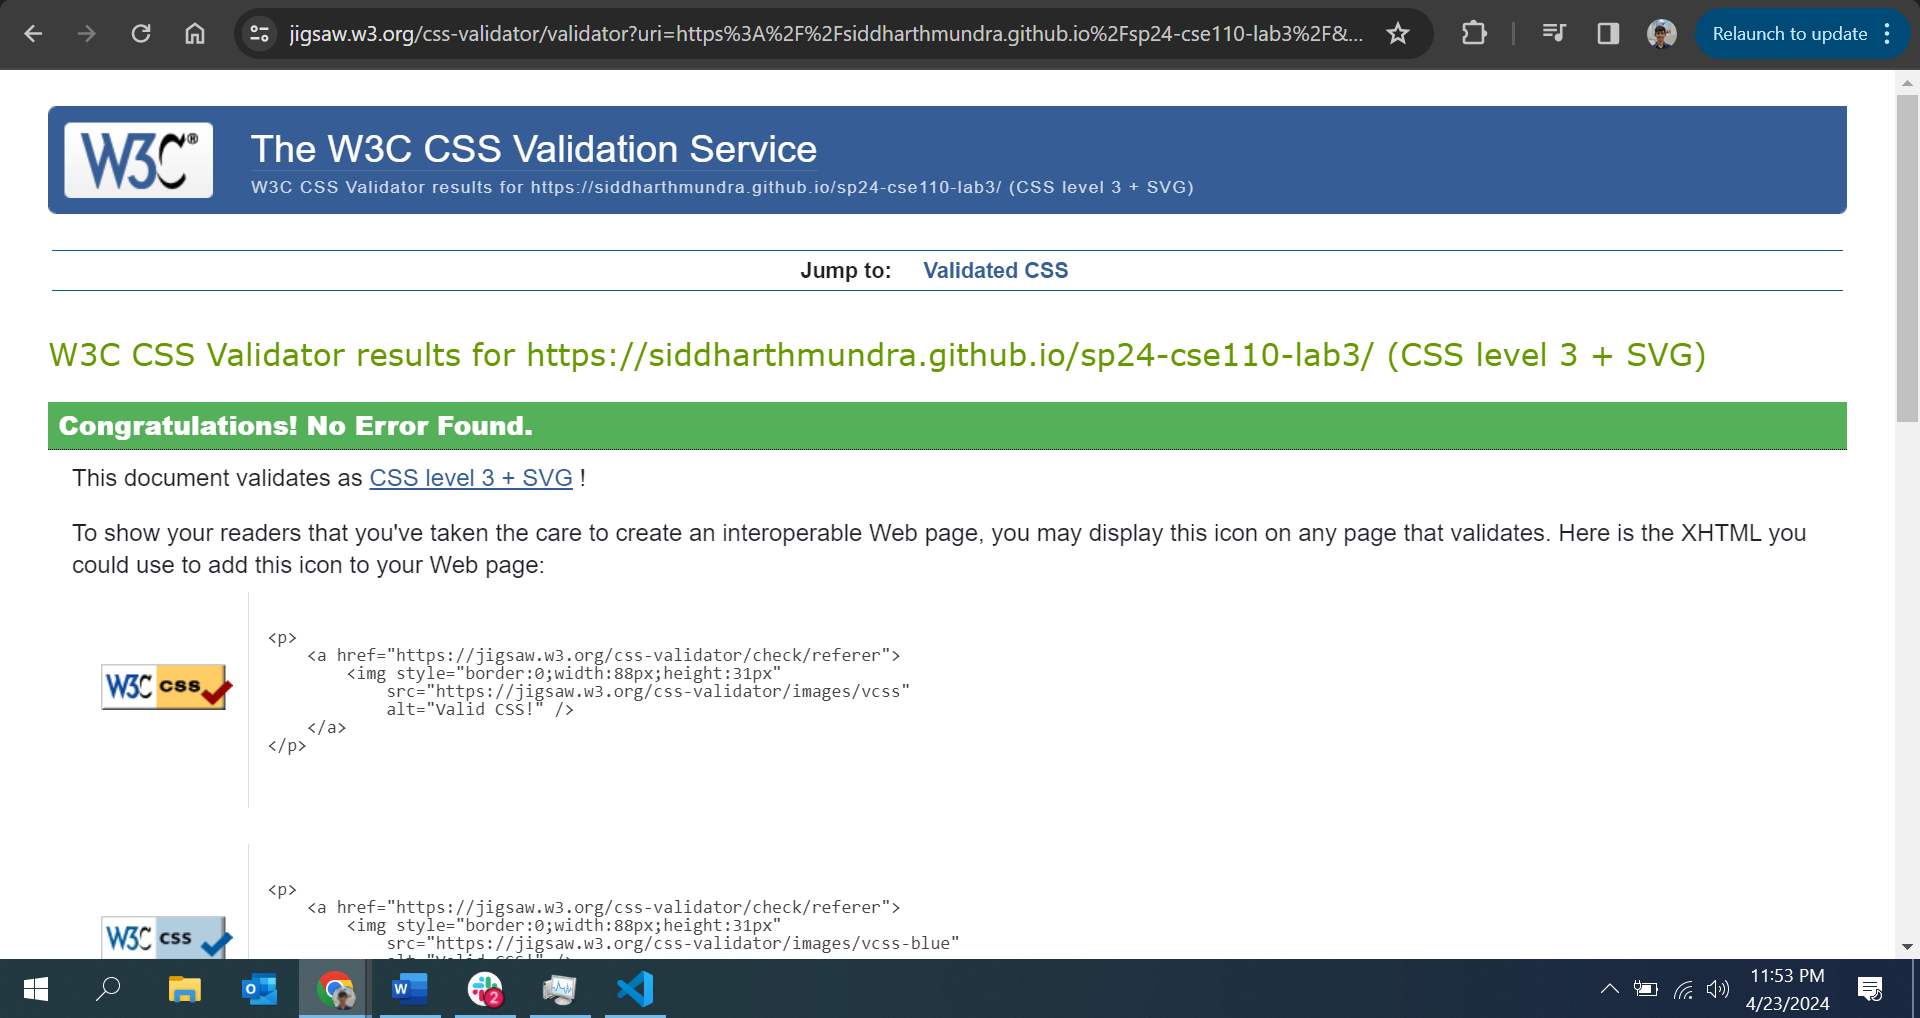 jigsaw.w3.org/css-validator/validator?uri=https%3A%2F%2Fsiddharthmundra.github.io%2Fsp24-cse110-lab3%2F&...
Relaunch to update
W3C®
The W3C CSS Validation Service
W3C CSS Validator results for https://siddharthmundra.github.io/sp24-cse110-lab3/ (CSS level 3 + SVG)
Jump to: Validated CSS
W3C CSS Validator results for https://siddharthmundra.github.io/sp24-cse110-lab3/ (CSS level 3 + SVG)
Congratulations! No Error Found.
This document validates as CSS level 3 + SVG !
To show your readers that you've taken the care to create an interoperable Web page, you may display this icon on any page that validates. Here is the XHTML you
could use to add this icon to your Web page:
<p>
<a href="https://jigsaw.w3.org/css-validator/check/referer">
<img style="border:0;width:88px;height:31px"
W3C css
src="https://jigsaw.w3.org/css-validator/images/vcss"
alt="Valid CSS!" />
</a>
</p>
<p>
<a href="https://jigsaw.w3.org/css-validator/check/referer">
<img style="border:0;width:88px;height:31px"
W3C css
src="https://jigsaw.w3.org/css-validator/images/vcss-blue"
alt="Valid CSS!" />
W
2
11:53 PM
4/23/2024